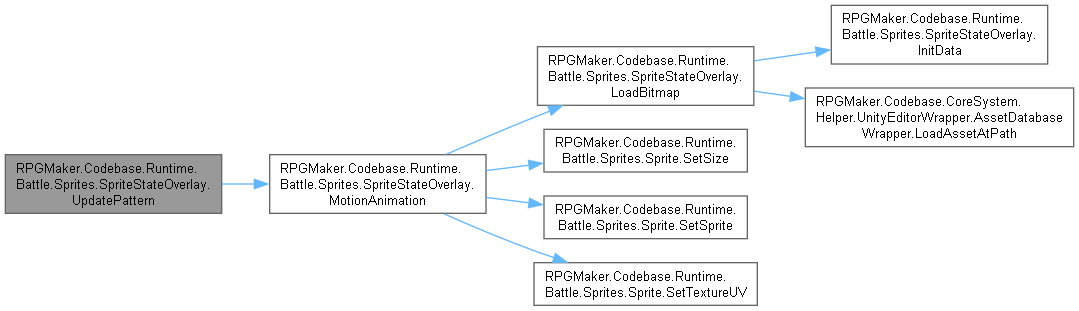 RPGMaker.Codebase.Runtime.
Battle.Sprites.SpriteStateOverlay.
UpdatePattern
RPGMaker.Codebase.Runtime.
Battle.Sprites.SpriteStateOverlay.
MotionAnimation
RPGMaker.Codebase.Runtime.
Battle.Sprites.SpriteStateOverlay.
LoadBitmap
RPGMaker.Codebase.Runtime.
Battle.Sprites.SpriteStateOverlay.
InitData
RPGMaker.Codebase.CoreSystem.
Helper.UnityEditorWrapper.AssetDatabase
Wrapper.LoadAssetAtPath
RPGMaker.Codebase.Runtime.
Battle.Sprites.Sprite.SetSize
RPGMaker.Codebase.Runtime.
Battle.Sprites.Sprite.SetSprite
RPGMaker.Codebase.Runtime.
Battle.Sprites.Sprite.SetTextureUV